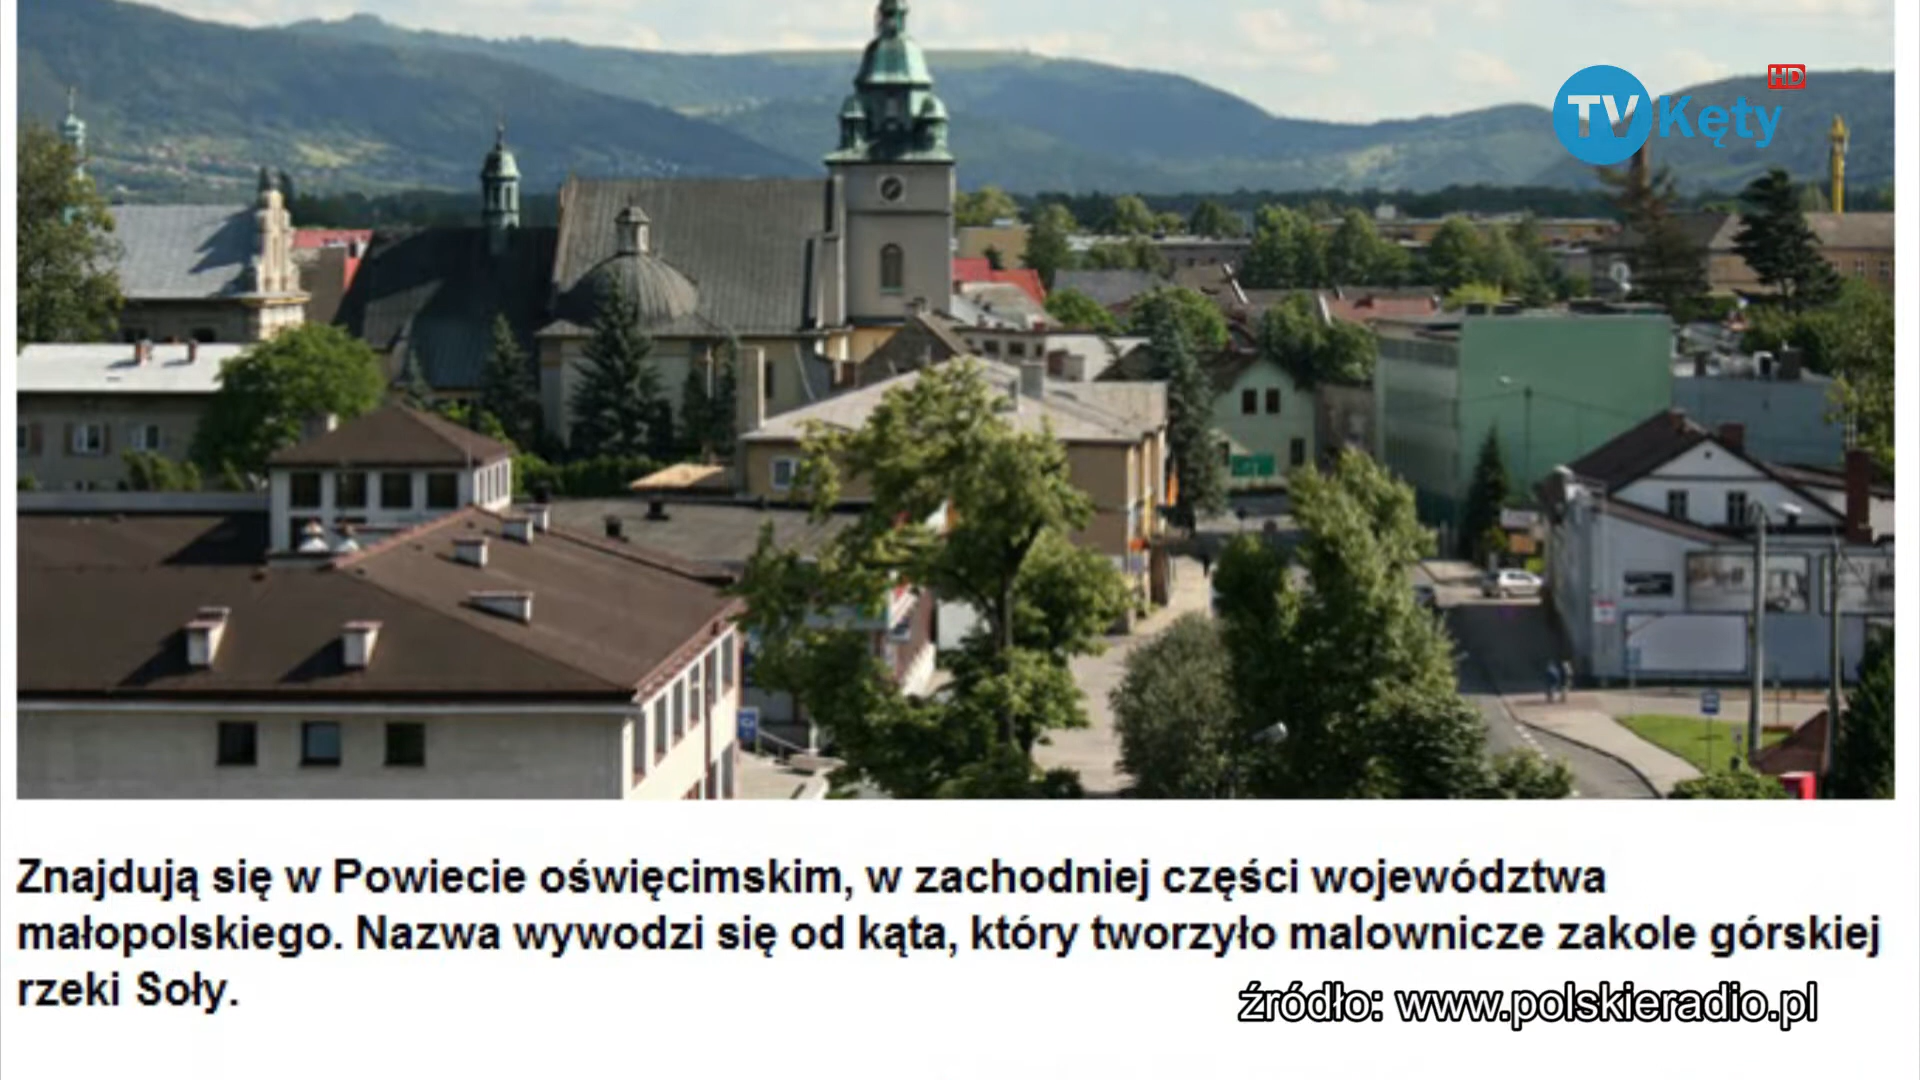 HD
TV Kęty
Znajdują się w Powiecie oświęcimskim, w zachodniej części województwa
małopolskiego. Nazwa wywodzi się od kąta, który tworzyło malownicze zakole górskiej
rzeki Soły.
źródło: www.polskieradio.pl